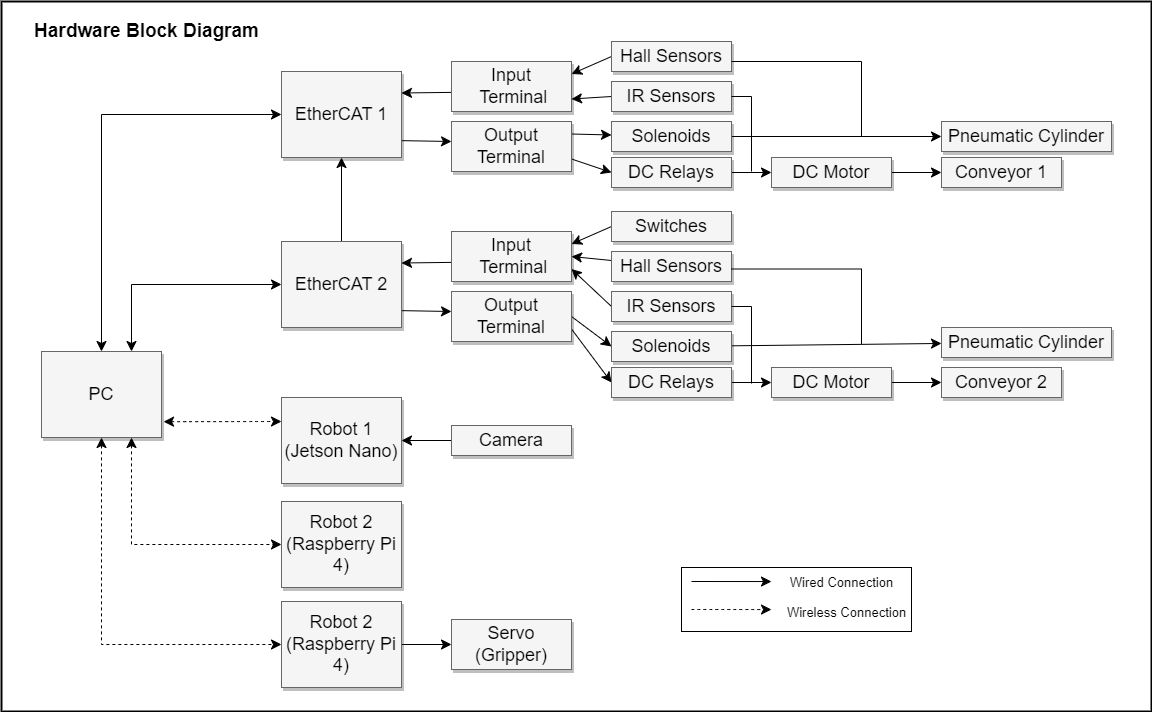 Hardware Block Diagram
Hall Sensors
Input
Terminal
EtherCAT 1
IR Sensors
Output
Terminal
Solenoids
Pneumatic Cylinder
DC Relays
DC Motor
Conveyor 1
Switches
Input
Terminal
Hall Sensors
EtherCAT 2
IR Sensors
Output
Terminal
Solenoids
Pneumatic Cylinder
DC Relays
DC Motor
Conveyor 2
PC
Robot 1
(Jetson Nano)
Camera
Robot 2
(Raspberry Pi
4)
Wired Connection
Wireless Connection
Robot 2
(Raspberry Pi
4)
Servo
(Gripper)